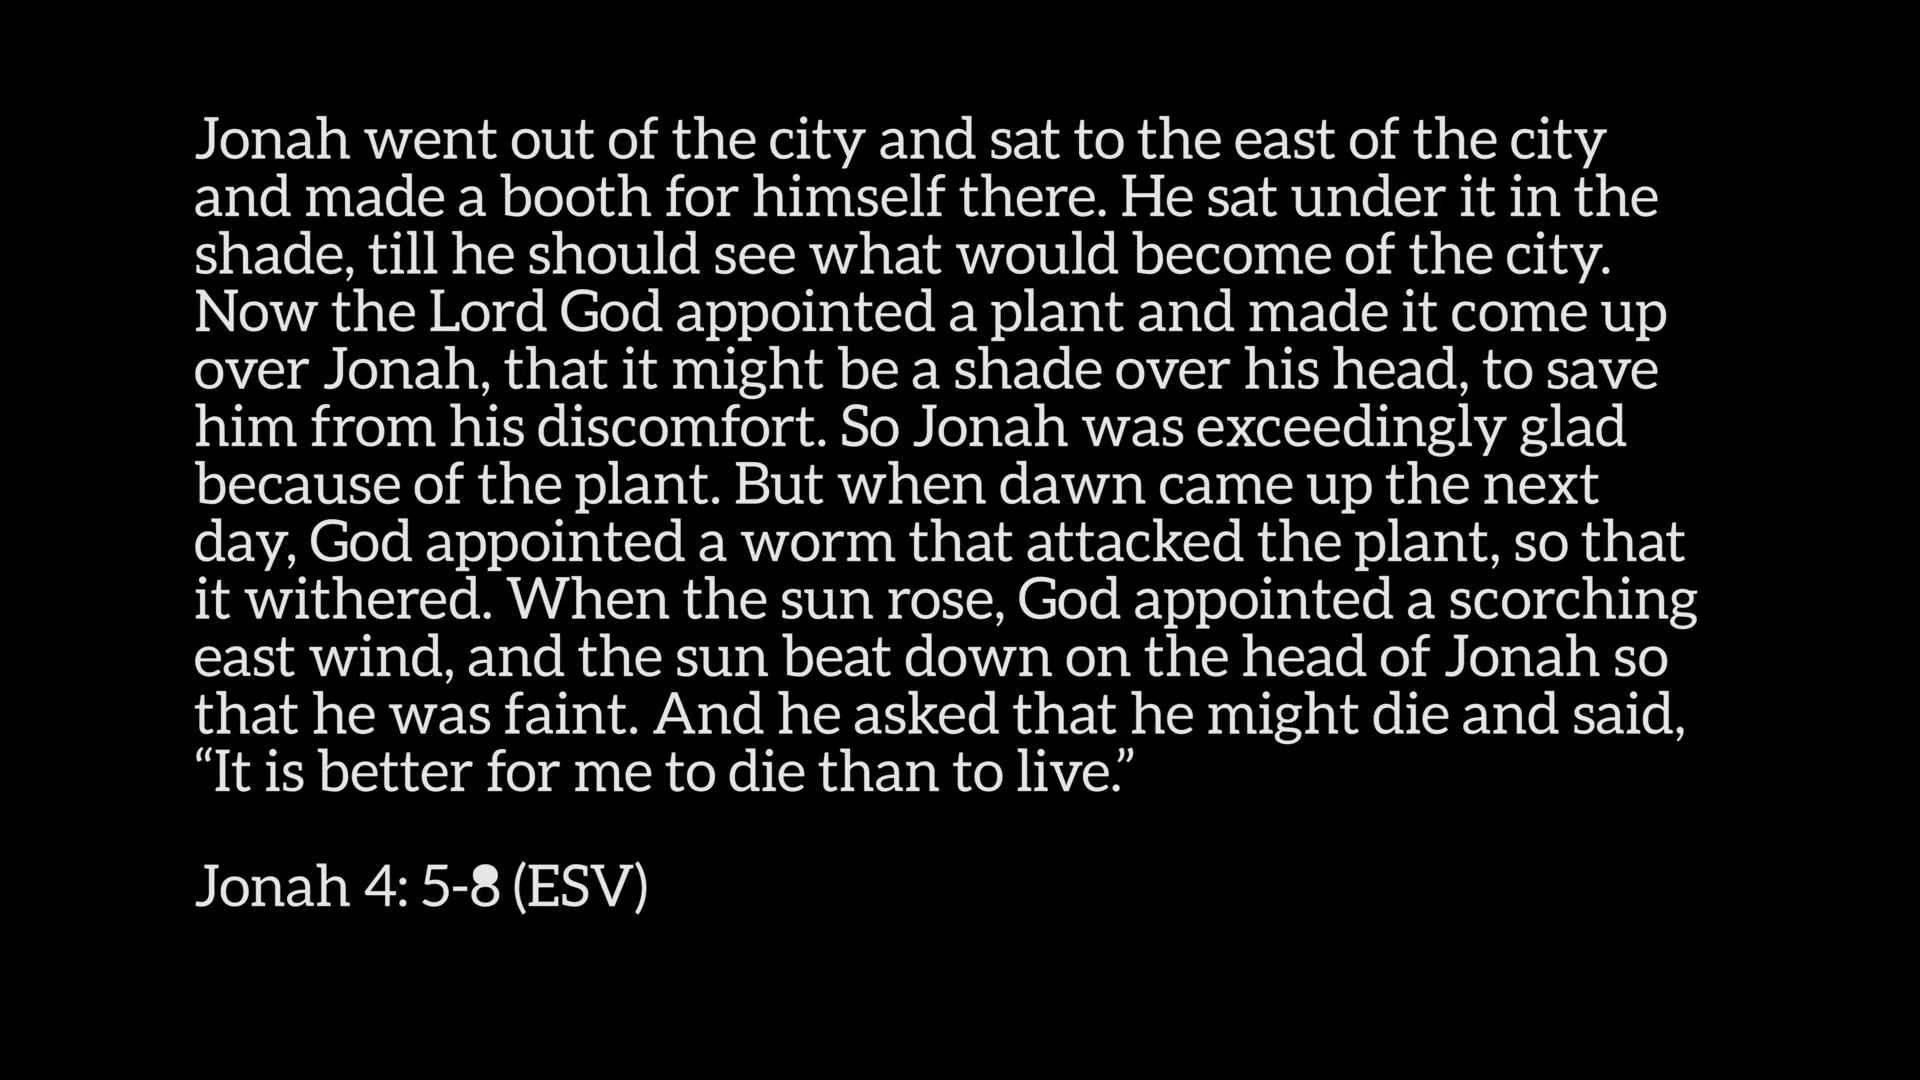 Jonah went out of the city and sat to the east of the city
and made a booth for himself there. He sat under it in the
shade, till he should see what would become of the city.
Now the Lord God appointed a plant and made it come up
over Jonah, that it might be a shade over his head, to save
him from his discomfort. So Jonah was exceedingly glad
because of the plant. But when dawn came up the next
day, God appointed a worm that attacked the plant, so that
it withered. When the sun rose, God appointed a scorching
east wind, and the sun beat down on the head of Jonah so
that he was faint. And he asked that he might die and said,
“It is better for me to die than to live.”
Jonah 4: 5-8 (ESV)